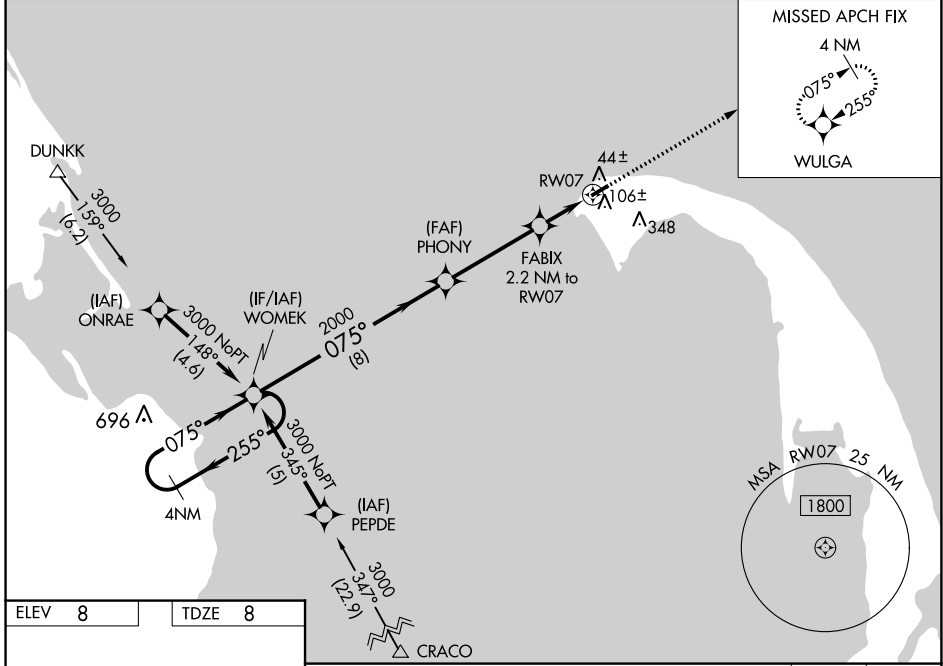 MISSED APCH FIX
4 NM
075°
255°
WULGA
DUNKK
3000
159°
(6.2)
44±
RW07
106±
348
(FAF)
PHONY
FABIX
2.2 NM to
RW07
(IAF)
ONRAE
(IF/IAF)
WOMEK
3000 NoPT
148°
(4.6)
2000
075°
(8)
696
075°
255°
4NM
3000 NoPT
345°
(5)
(IAF)
PEPDE
3000
347°
(22.9)
CRACO
MSA RW07 25 NM
1800
ELEV 8
TDZE 8